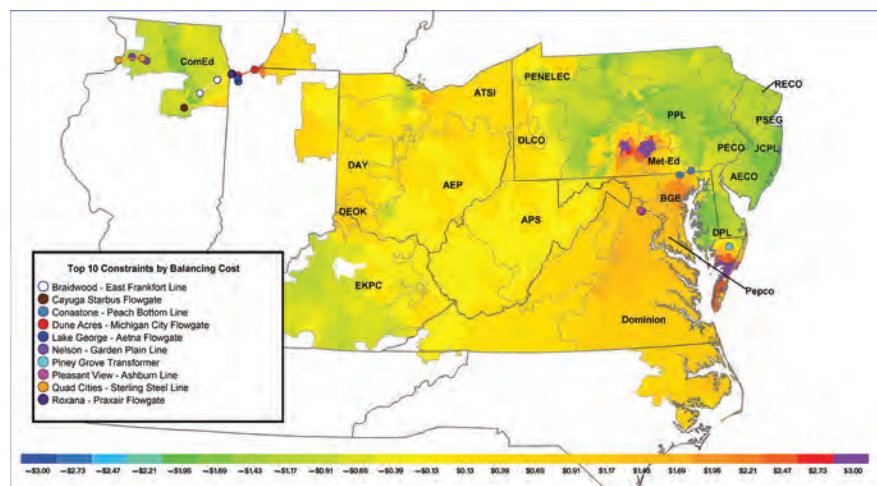 ComEd
PENELEC
ATSI
RECO
PPL
PSEG
DLCO
Met-Ed
PECO
JCPL
DAY
AEP
AECO
BGE
DEOK
APS
DPL
EKPC
Pepco
Dominion
Top 10 Constraints by Balancing Cost
Braidwood - East Frankfort Line
Cayuga Starbus Flowgate
Conastone - Peach Bottom Line
Dune Acres - Michigan City Flowgate
Lake George - Aetna Flowgate
Nelson - Garden Plain Line
Piney Grove Transformer
Pleasant View - Ashburn Line
Quad Cities - Sterling Steel Line
Roxana - Praxair Flowgate
-$3.00 -$2.73 -$2.47 -$2.21 -$1.95 -$1.69 -$1.43 -$1.17 -$0.91 -$0.65 -$0.39 -$0.13 $0.13 $0.39 $0.65 $0.91 $1.17 $1.69 $1.95 $2.21 $2.47 $2.73 $3.00